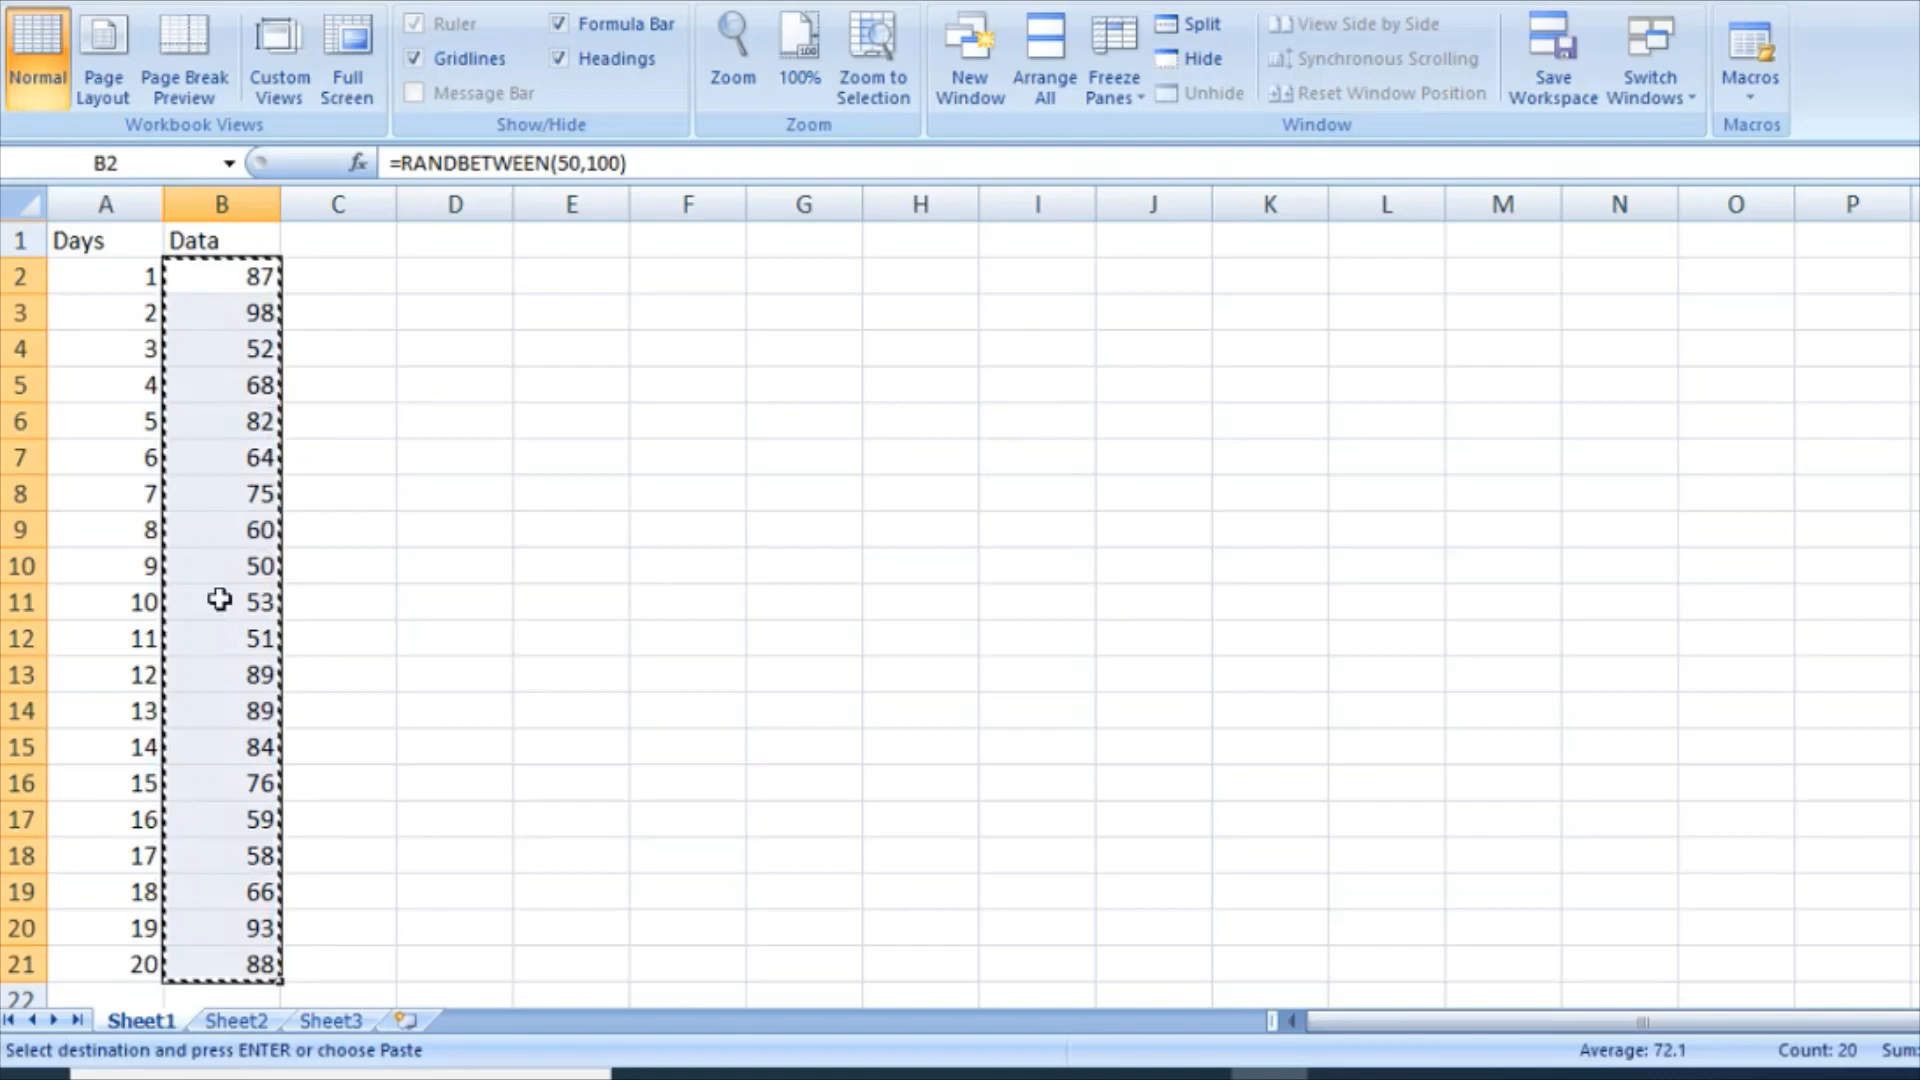 Normal
Page Layout
Page Break Preview
Custom Views
Full Screen
Workbook Views
Ruler
Formula Bar
Gridlines
Headings
Message Bar
Show/Hide
Zoom
100%
Zoom to Selection
Zoom
New Window
Arrange All
Freeze Panes
Split
Hide
Unhide
View Side by Side
Synchronous Scrolling
Reset Window Position
Save Workspace
Switch Windows
Window
Macros
Macros
B2 fx =RANDBETWEEN(50,100)
A B C D E F G H I J K L M N O P
1 Days Data
2 1 87
3 2 98
4 3 52
5 4 68
6 5 82
7 6 64
8 7 75
9 8 60
10 9 50
11 10 53
12 11 51
13 12 89
14 13 89
15 14 84
16 15 76
17 16 59
18 17 58
19 18 66
20 19 93
21 20 88
22
Sheet1 Sheet2 Sheet3
Select destination and press ENTER or choose Paste Average: 72.1 Count: 20 Sum: